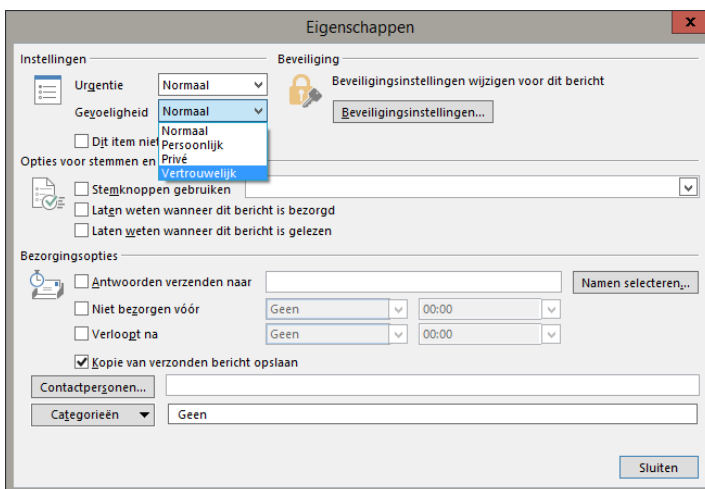 Eigenschappen
x
Instellingen
Beveiliging
Urgentie Normaal
Beveiligingsinstellingen wijzigen voor dit bericht
Gevoeligheid Normaal
Beveiligingsinstellingen...
Normaal
Persoonlijk
Privé
Vertrouwelijk
Dit item niet
Opties voor stemmen en
Stemknoppen gebruiken
Laten weten wanneer dit bericht is bezorgd
Laten weten wanneer dit bericht is gelezen
Bezorgingsopties
Antwoorden verzenden naar
Namen selecteren...
Niet bezorgen vóór Geen 00:00
Verloopt na Geen 00:00
Kopie van verzonden bericht opslaan
Contactpersonen...
Categorieën Geen
Sluiten